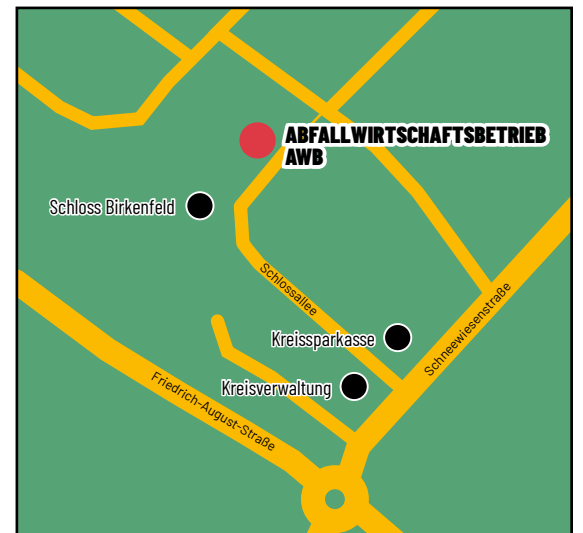 ABFALLWIRTSCHAFTSBETRIEB
AWB
Schloss Birkenfeld
Schlossallee
Kreissparkasse
Schneewiesenstraße
Kreisverwaltung
Friedrich-August-Straße